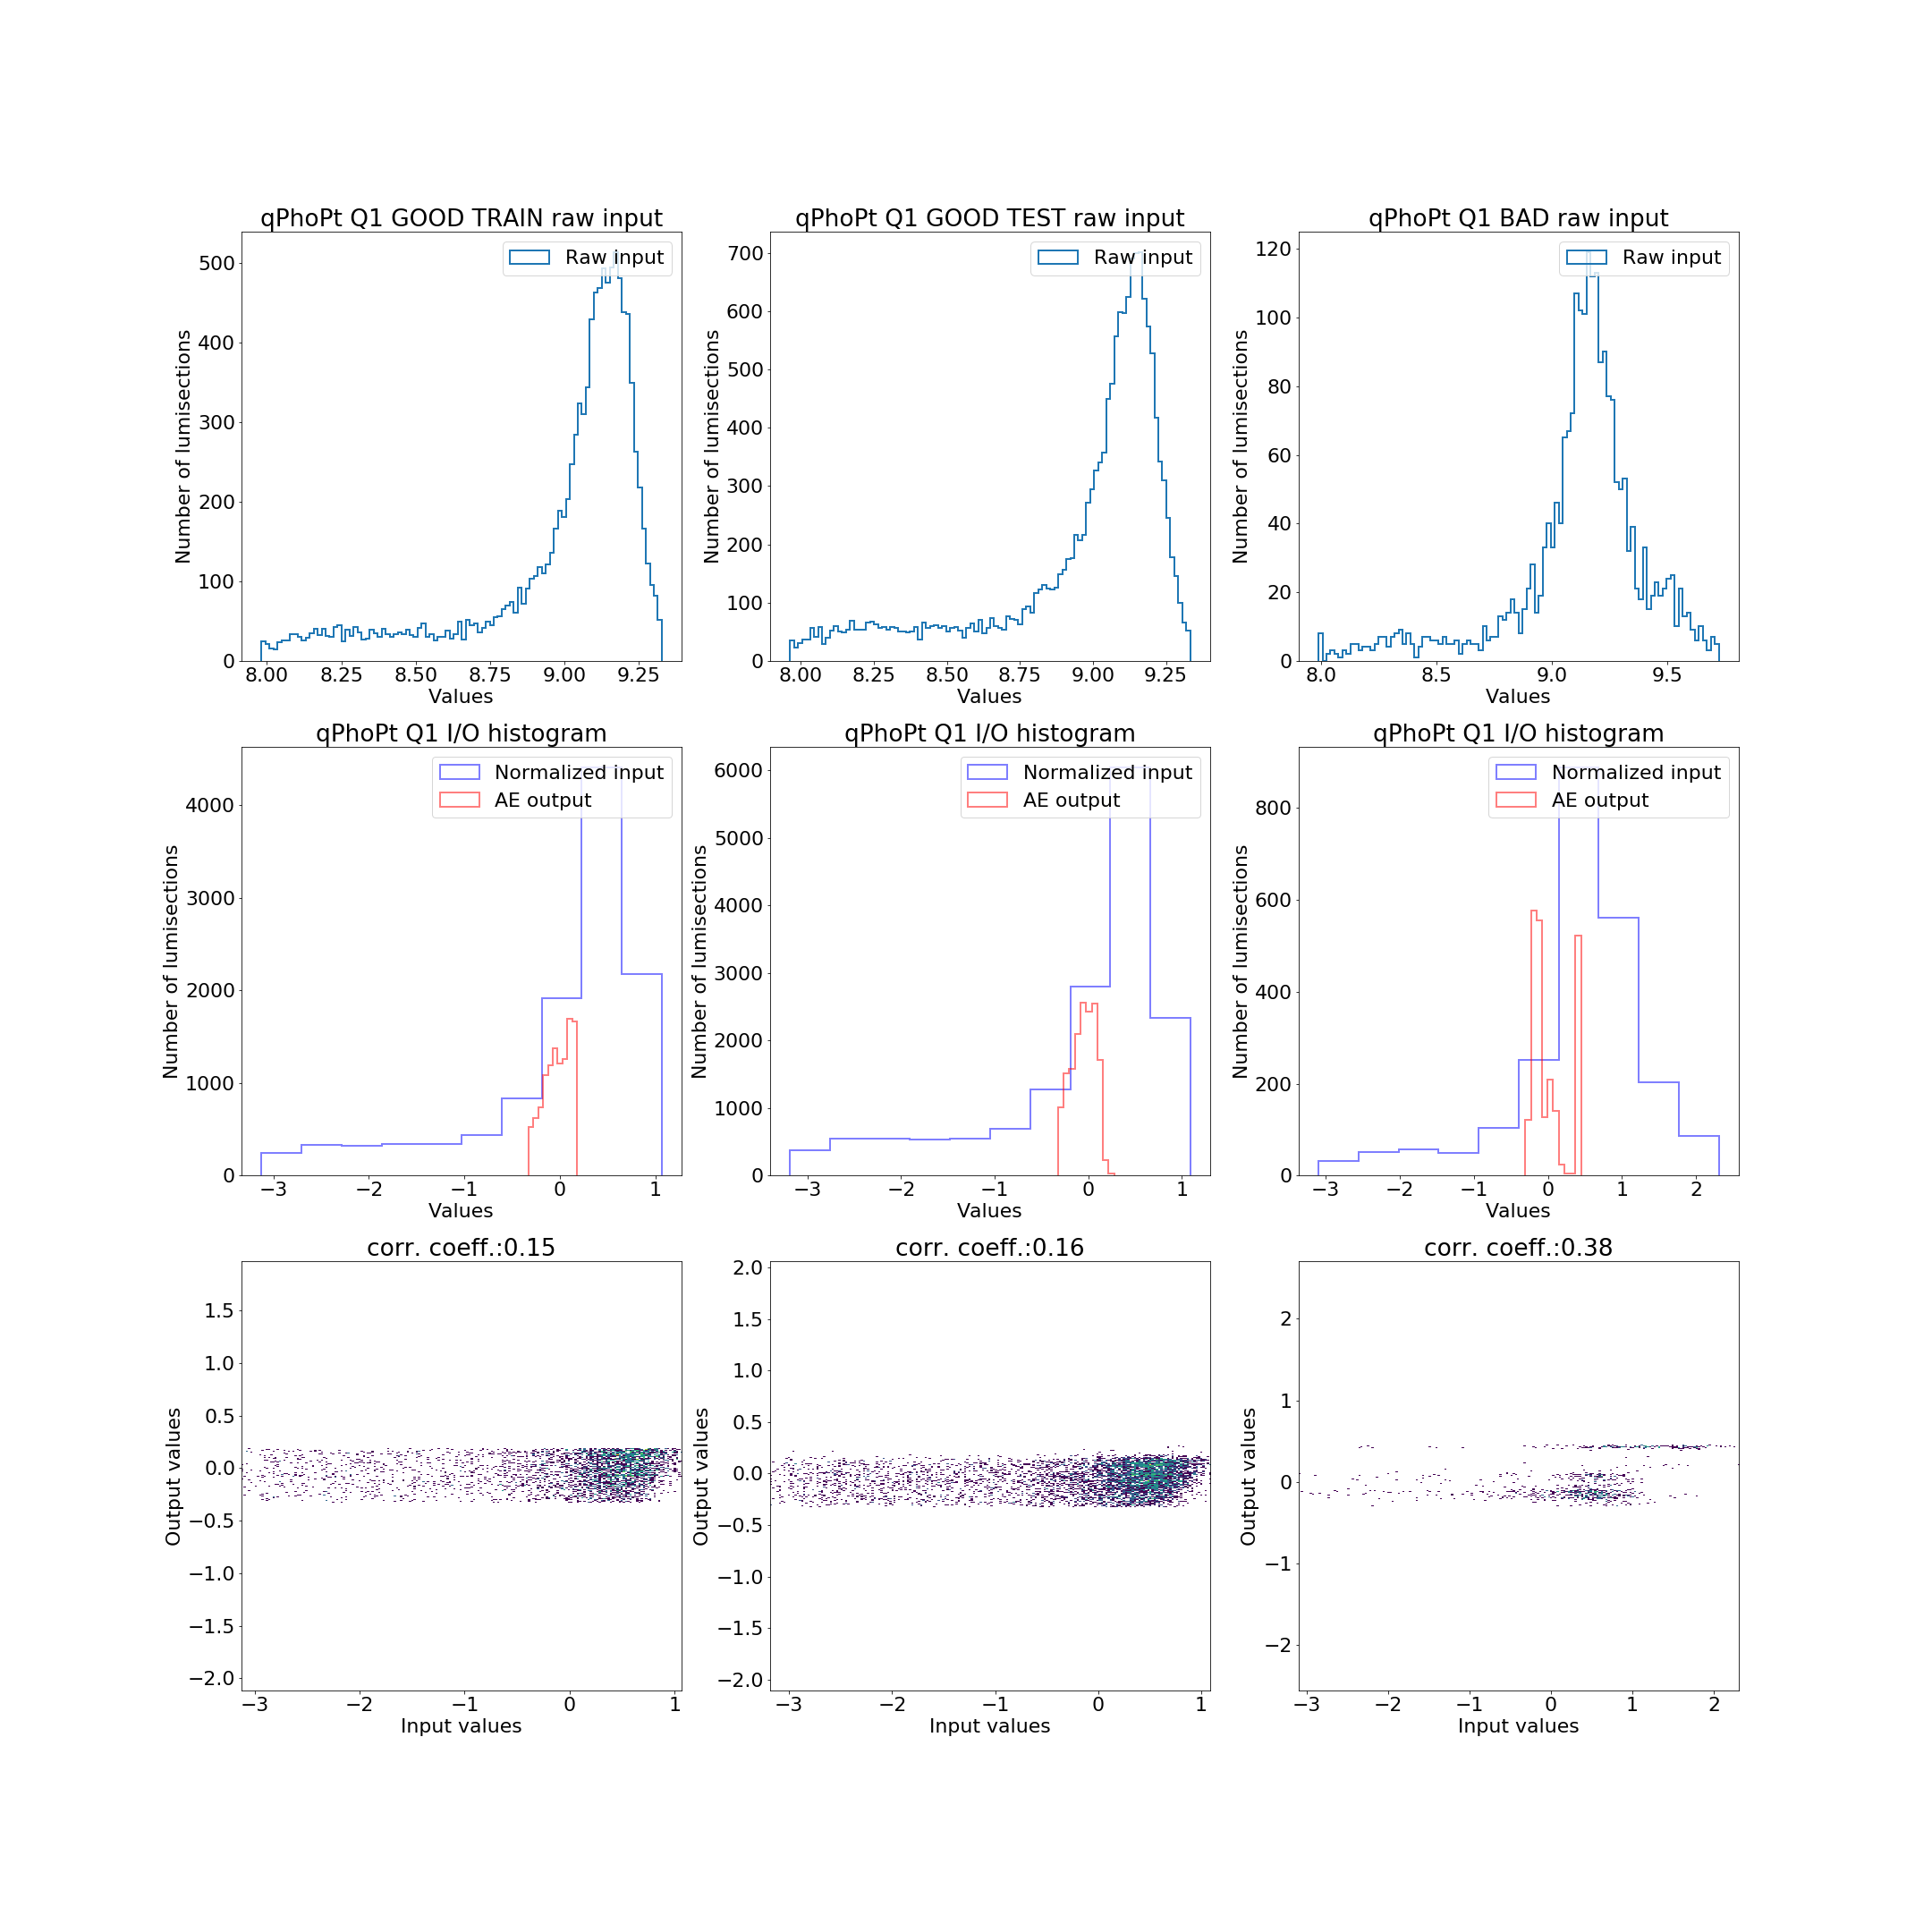 qPhoPt Q1 GOOD TRAIN raw input
Raw input
Number of lumisections
0
100
200
300
400
500
8.00 8.25 8.50 8.75 9.00 9.25
Values
qPhoPt Q1 GOOD TEST raw input
Raw input
Number of lumisections
0
100
200
300
400
500
600
700
8.00 8.25 8.50 8.75 9.00 9.25
Values
qPhoPt Q1 BAD raw input
Raw input
Number of lumisections
0
20
40
60
80
100
120
8.0 8.5 9.0 9.5
Values
qPhoPt Q1 I/O histogram
Normalized input
AE output
Number of lumisections
0
1000
2000
3000
4000
−3 −2 −1 0 1
Values
qPhoPt Q1 I/O histogram
Normalized input
AE output
Number of lumisections
0
1000
2000
3000
4000
5000
6000
−3 −2 −1 0 1
Values
qPhoPt Q1 I/O histogram
Normalized input
AE output
Number of lumisections
0
200
400
600
800
−3 −2 −1 0 1 2
Values
corr. coeff.:0.15
Output values
1.5
1.0
0.5
0.0
−0.5
−1.0
−1.5
−2.0
−3 −2 −1 0 1
Input values
corr. coeff.:0.16
Output values
2.0
1.5
1.0
0.5
0.0
−0.5
−1.0
−1.5
−2.0
−3 −2 −1 0 1
Input values
corr. coeff.:0.38
Output values
2
1
0
−1
−2
−3 −2 −1 0 1 2
Input values